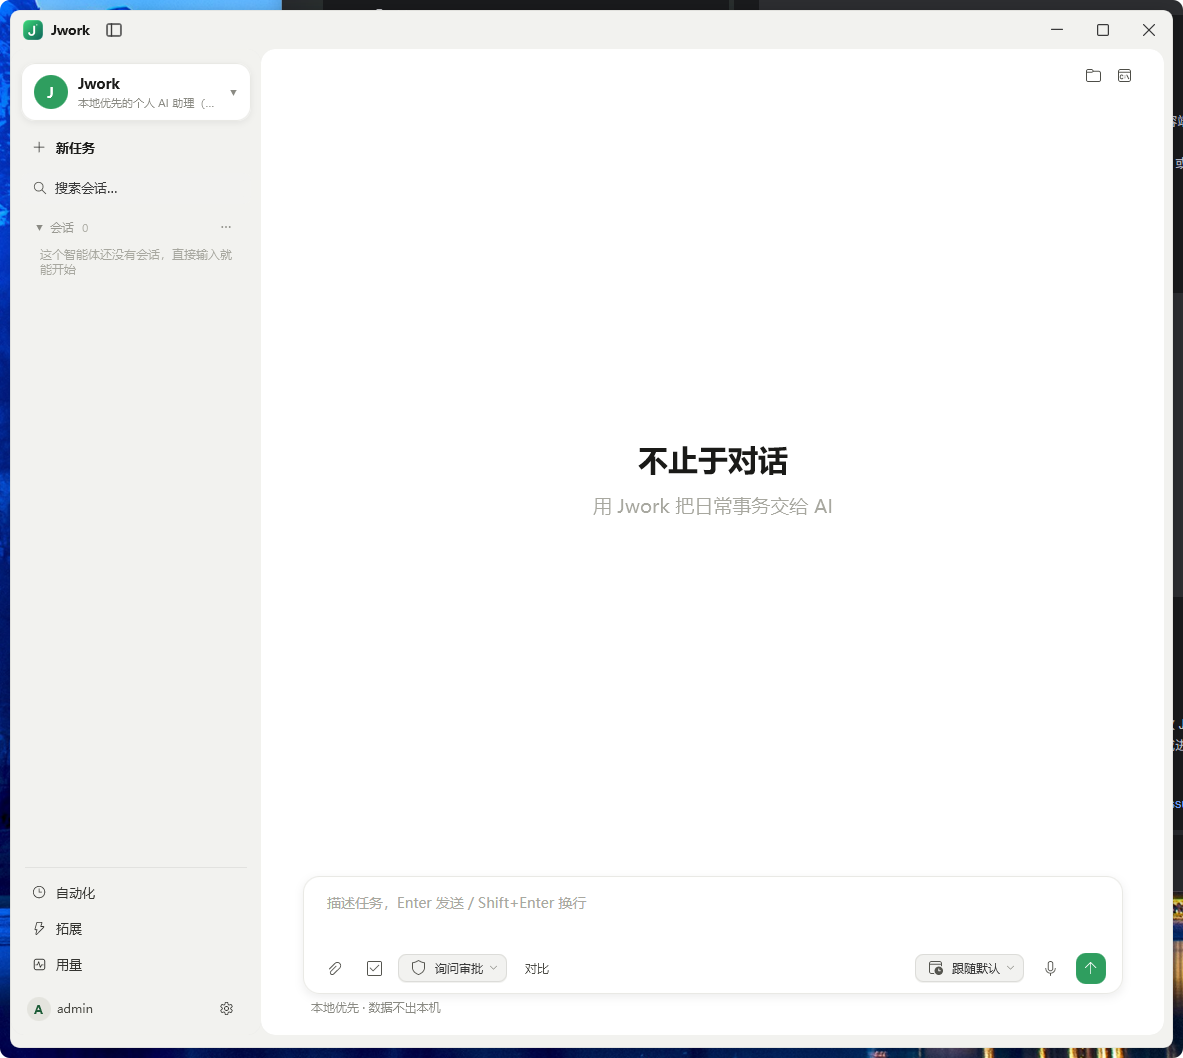 J Jwork
J
Jwork
本地优先的个人 AI 助理（...
新任务
搜索会话...
会话 0
这个智能体还没有会话，直接输入就
能开始
不止于对话
用 Jwork 把日常事务交给 AI
自动化
拓展
用量
A admin
描述任务，Enter 发送 / Shift+Enter 换行
询问审批 对比 跟随默认
本地优先 · 数据不出本机